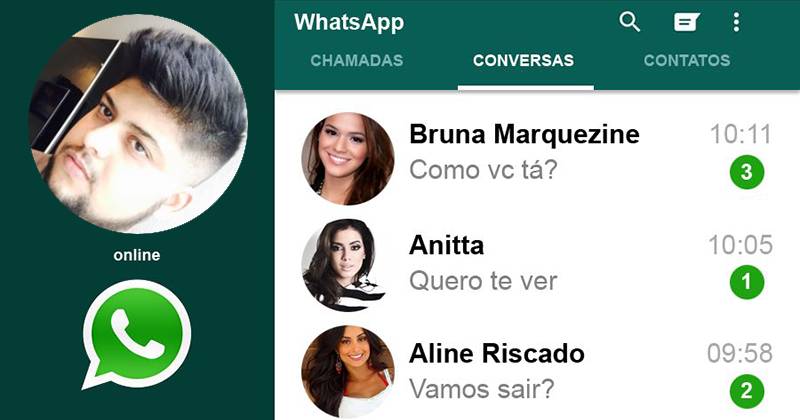 online
WhatsApp
CHAMADAS CONVERSAS CONTATOS
Bruna Marquezine 10:11
Como vc tá? 3
Anitta 10:05
Quero te ver 1
Aline Riscado 09:58
Vamos sair? 2